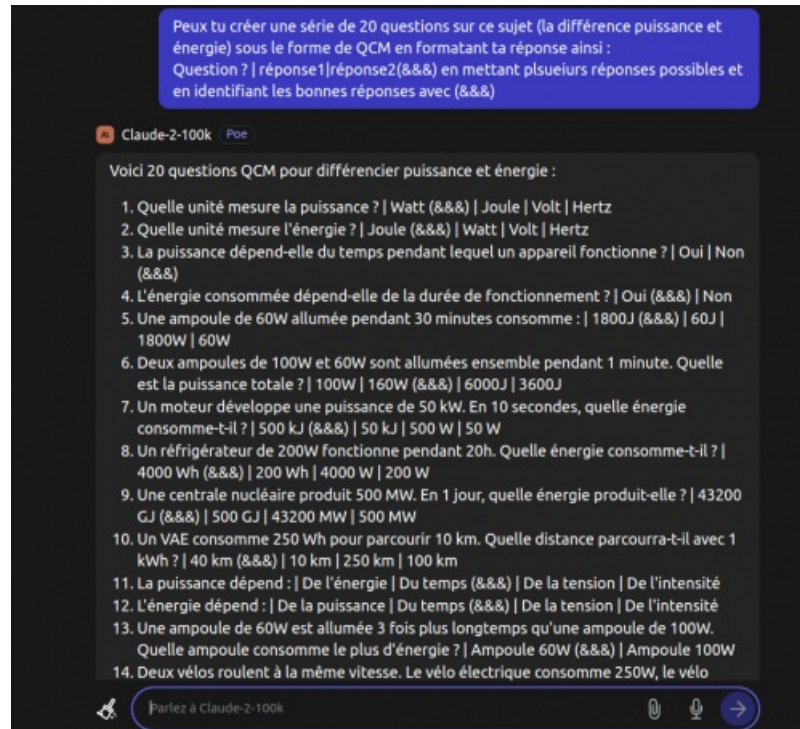 Peux tu créer une série de 20 questions sur ce sujet (la différence puissance et
énergie) sous le forme de QCM en formatant ta réponse ainsi :
Question ? | réponse1|réponse2(&&&) en mettant plsueiurs réponses possibles et
en identifiant les bonnes réponses avec (&&&)
Claude-2-100k Poe
Voici 20 questions QCM pour différencier puissance et énergie :
1. Quelle unité mesure la puissance ? | Watt (&&&) | Joule | Volt | Hertz
2. Quelle unité mesure l'énergie ? | Joule (&&&) | Watt | Volt | Hertz
3. La puissance dépend-elle du temps pendant lequel un appareil fonctionne ? | Oui | Non
(&&&)
4. L'énergie consommée dépend-elle de la durée de fonctionnement ? | Oui (&&&) | Non
5. Une ampoule de 60W allumée pendant 30 minutes consomme : | 1800J (&&&) | 60J |
1800W | 60W
6. Deux ampoules de 100W et 60W sont allumées ensemble pendant 1 minute. Quelle
est la puissance totale ? | 100W | 160W (&&&) | 6000J | 3600J
7. Un moteur développe une puissance de 50 kW. En 10 secondes, quelle énergie
consomme-t-il ? | 500 kJ (&&&) | 50 kJ | 500 W | 50 W
8. Un réfrigérateur de 200W fonctionne pendant 20h. Quelle énergie consomme-t-il ? |
4000 Wh (&&&) | 200 Wh | 4000 W | 200 W
9. Une centrale nucléaire produit 500 MW. En 1 jour, quelle énergie produit-elle ? | 43200
GJ (&&&) | 500 GJ | 43200 MW | 500 MW
10. Un VAE consomme 250 Wh pour parcourir 10 km. Quelle distance parcourra-t-il avec 1
kWh ? | 40 km (&&&) | 10 km | 250 km | 100 km
11. La puissance dépend : | De l'énergie | Du temps (&&&) | De la tension | De l'intensité
12. L'énergie dépend : | De la puissance | Du temps (&&&) | De la tension | De l'intensité
13. Une ampoule de 60W est allumée 3 fois plus longtemps qu'une ampoule de 100W.
Quelle ampoule consomme le plus d'énergie ? | Ampoule 60W (&&&) | Ampoule 100W
14. Deux vélos roulent à la même vitesse. Le vélo électrique consomme 250W, le vélo
Parlez à Claude-2-100k